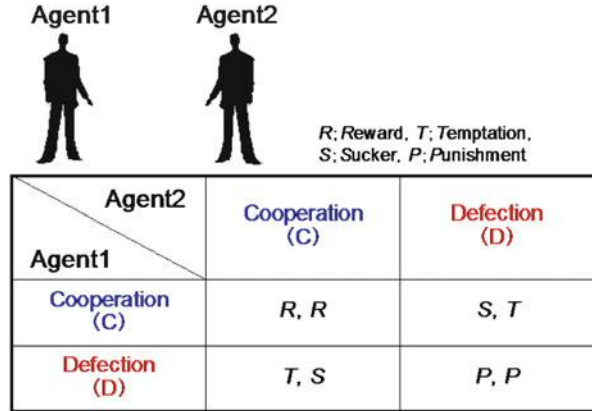 Agent1 Agent2
R; Reward, T; Temptation,
S; Sucker, P; Punishment
Agent2
Agent1
Cooperation
(C)
Defection
(D)
Cooperation
(C)
R, R
S, T
Defection
(D)
T, S
P, P